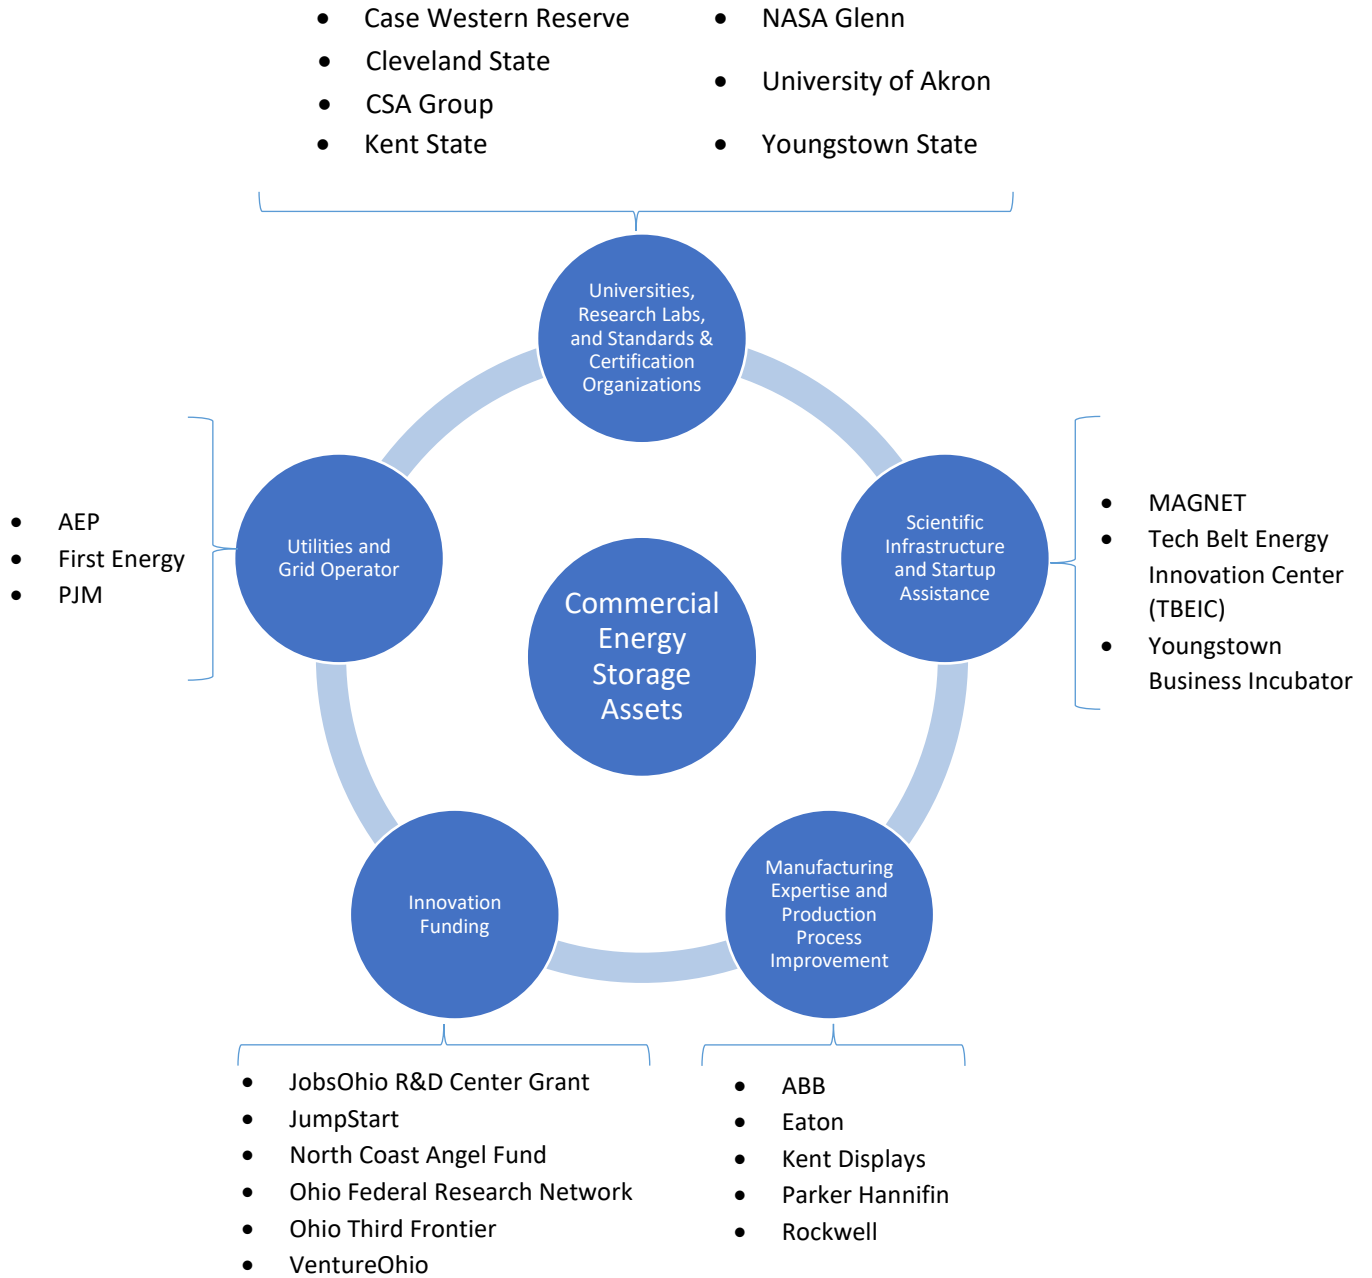 • Case Western Reserve
• Cleveland State
• CSA Group
• Kent State
• NASA Glenn
• University of Akron
• Youngstown State
Universities,
Research Labs,
and Standards &
Certification
Organizations
• AEP
• First Energy
• PJM
Utilities and
Grid Operator
Commercial
Energy
Storage
Assets
Scientific
Infrastructure
and Startup
Assistance
• MAGNET
• Tech Belt Energy
Innovation Center
(TBEIC)
• Youngstown
Business Incubator
Innovation
Funding
Manufacturing
Expertise and
Production
Process
Improvement
• JobsOhio R&D Center Grant
• JumpStart
• North Coast Angel Fund
• Ohio Federal Research Network
• Ohio Third Frontier
• VentureOhio
• ABB
• Eaton
• Kent Displays
• Parker Hannifin
• Rockwell